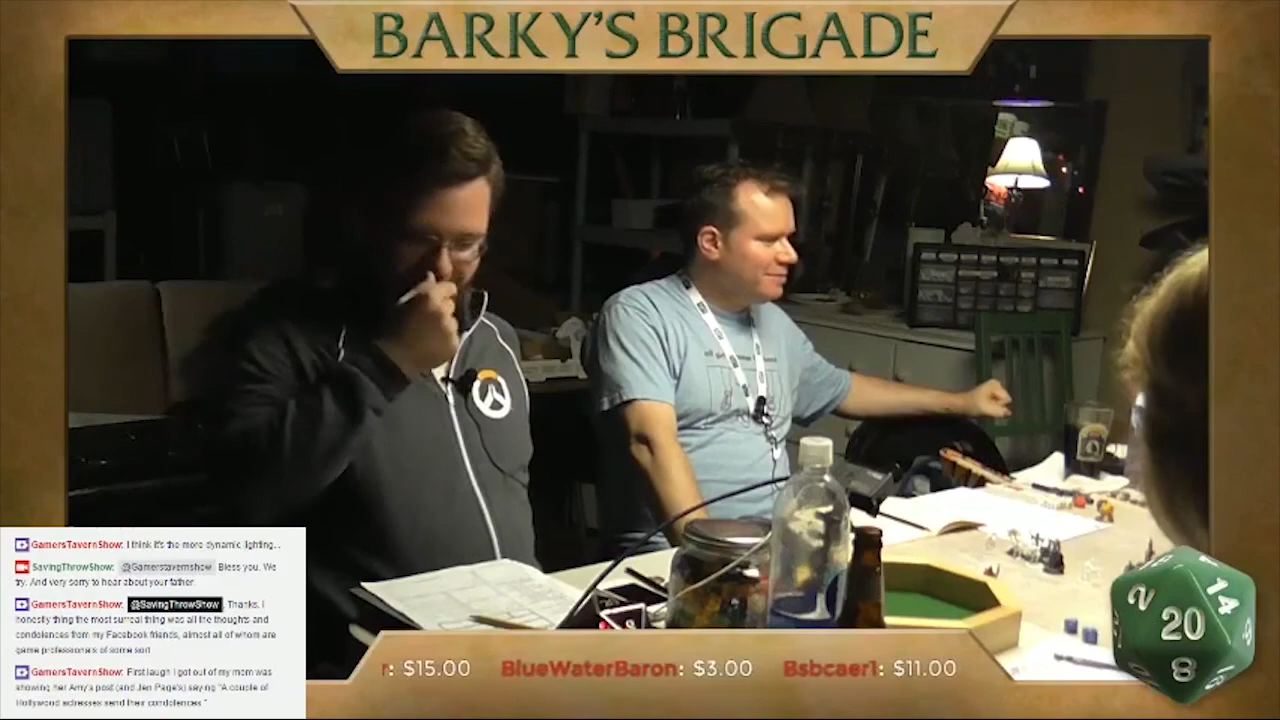 BARKY'S BRIGADE
GamersTavernShow: I think it's the more dynamic lighting...
SavingThrowShow: @Gamerstavernshow Bless you. We
try. And very sorry to hear about your father.
GamersTavernShow: @SavingThrowShow Thanks. I
honestly thing the most surreal thing was all the thoughts and
condolences from my Facebook friends, almost all of whom are
game professionals of some sort
GamersTavernShow: First laugh I got out of my mom was
showing her Amy's post (and Jen Page's) saying "A couple of
Hollywood actresses send their condolences."
r: $15.00 BlueWaterBaron: $3.00 Bsbcaer1: $11.00
2
14
20
8